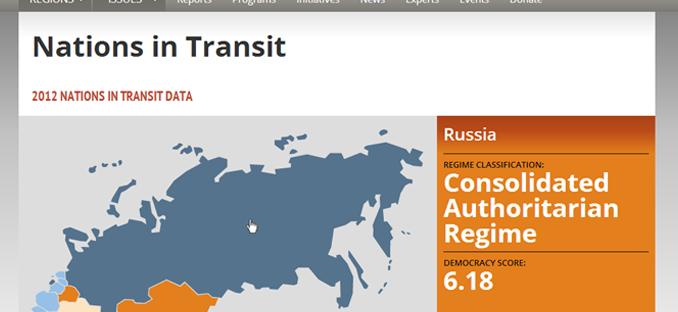 REGIONS ISSUES Reports Programs Initiatives News Experts Events Donate
Nations in Transit
2012 NATIONS IN TRANSIT DATA
Russia
REGIME CLASSIFICATION:
Consolidated
Authoritarian
Regime
DEMOCRACY SCORE:
6.18